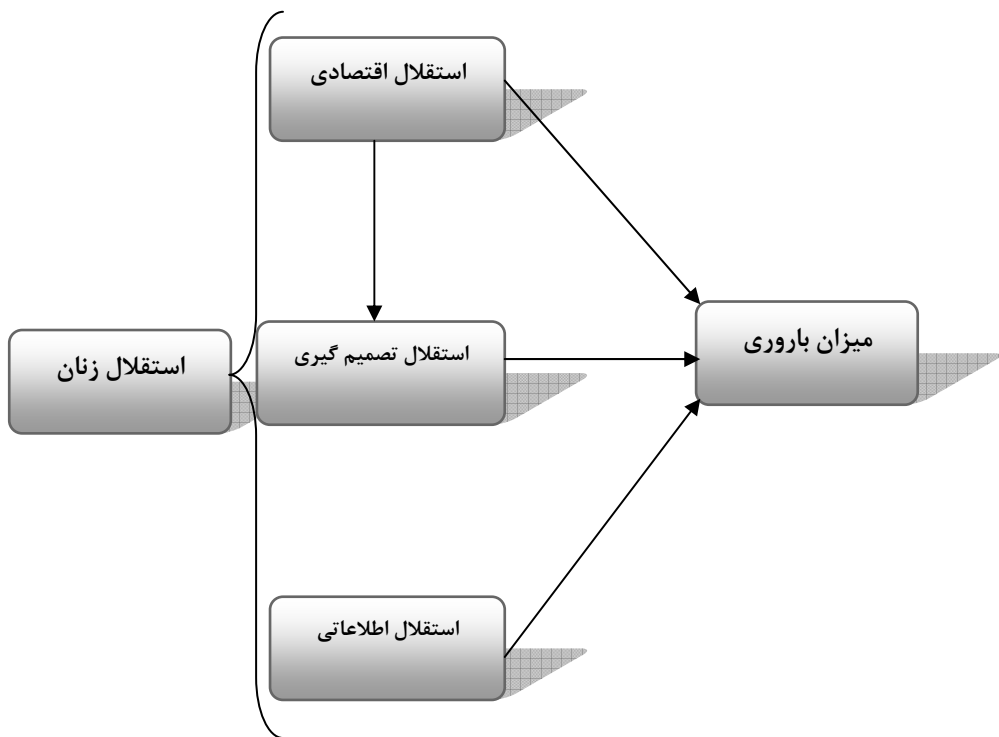 استقلال اقتصادی
استقلال زنان
استقلال تصمیم گیری
میزان باروری
استقلال اطلاعاتی